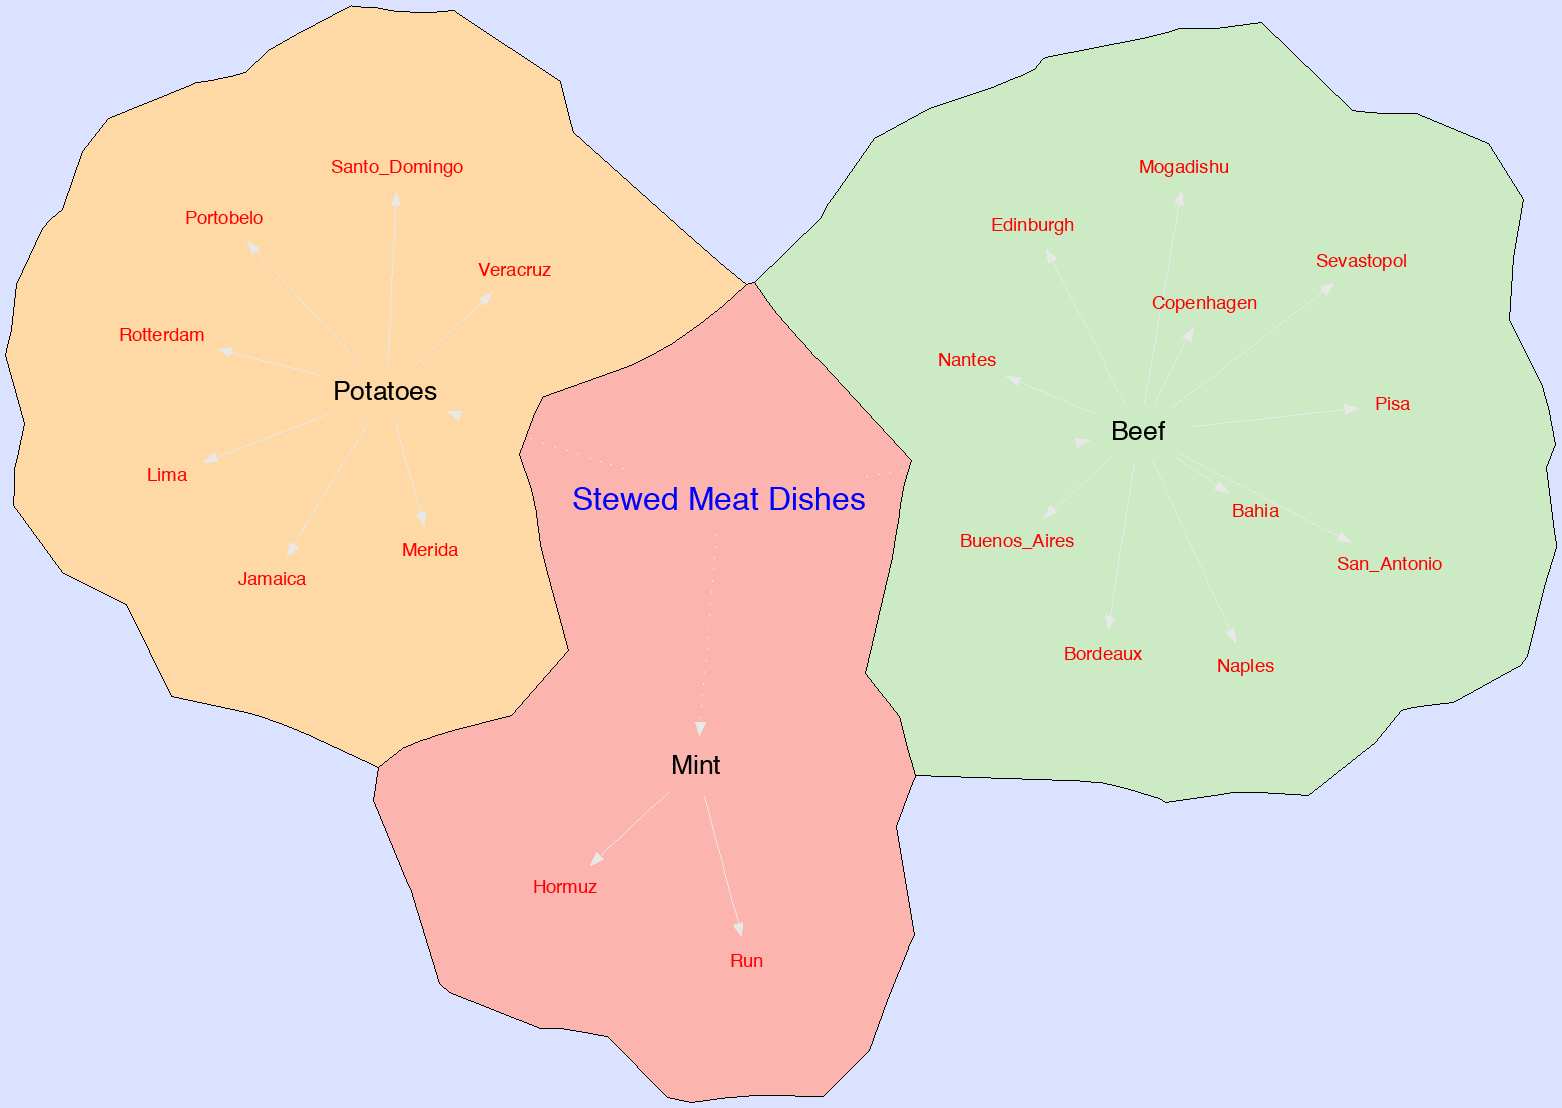 Santo_Domingo
Portobelo
Veracruz
Rotterdam
Potatoes
Lima
Merida
Jamaica
Mogadishu
Edinburgh
Sevastopol
Copenhagen
Nantes
Pisa
Beef
Bahia
Buenos_Aires
San_Antonio
Bordeaux
Naples
Stewed Meat Dishes
Mint
Hormuz
Run